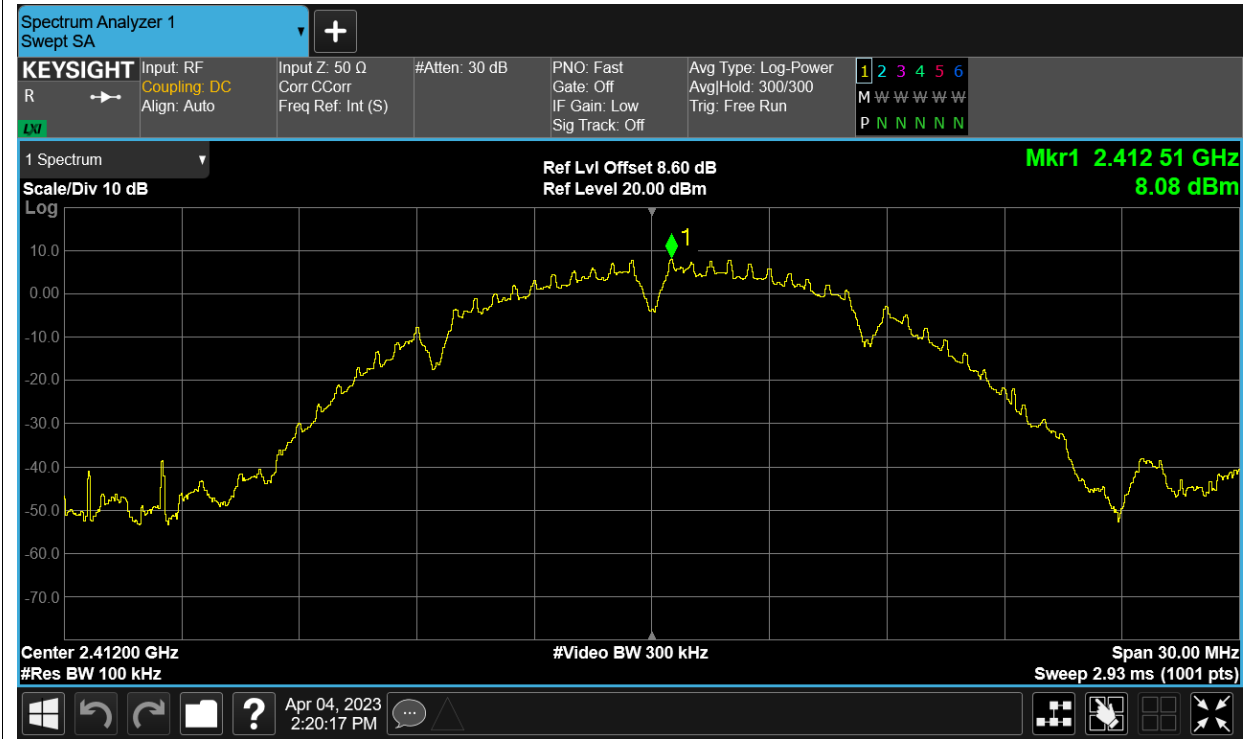 Spectrum Analyzer 1
Swept SA
KEYSIGHT
R
LXI
Input: RF
Coupling: DC
Align: Auto
Input Z: 50 Ω
Corr CCorr
Freq Ref: Int (S)
#Atten: 30 dB
PNO: Fast
Gate: Off
IF Gain: Low
Sig Track: Off
Avg Type: Log-Power
Avg|Hold: 300/300
Trig: Free Run
1 2 3 4 5 6
M W W W W W
P N N N N N
1 Spectrum
Scale/Div 10 dB
Ref Lvl Offset 8.60 dB
Ref Level 20.00 dBm
Mkr1 2.412 51 GHz
8.08 dBm
Log
1
10.0
0.00
-10.0
-20.0
-30.0
-40.0
-50.0
-60.0
-70.0
Center 2.41200 GHz
#Video BW 300 kHz
Span 30.00 MHz
#Res BW 100 kHz
Sweep 2.93 ms (1001 pts)
?
Apr 04, 2023
2:20:17 PM